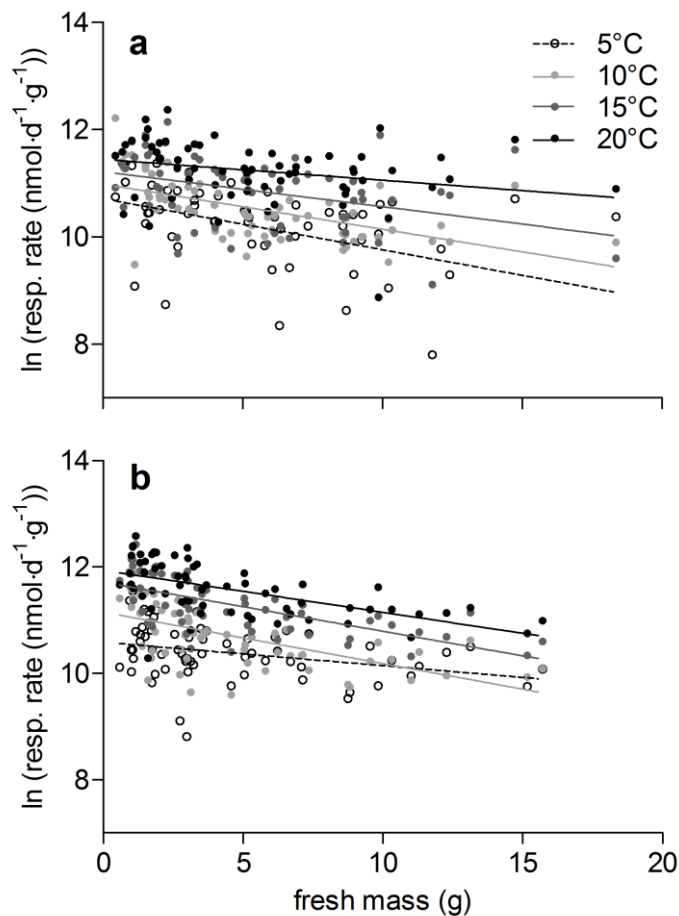 14
12
10
8
ln (resp. rate (nmol·d⁻¹·g⁻¹))
a
5°C
10°C
15°C
20°C
14
12
10
8
ln (resp. rate (nmol·d⁻¹·g⁻¹))
b
0 5 10 15 20
fresh mass (g)